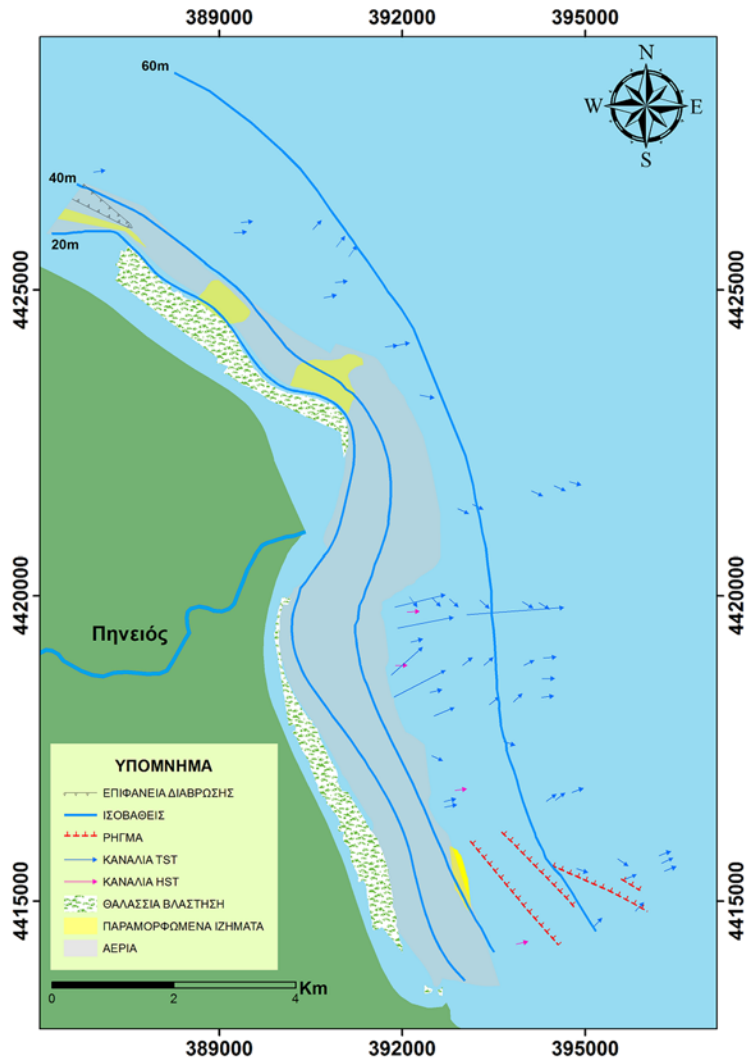 389000 392000 395000
60m
N
W E
S
40m
20m
4425000 4425000
4420000 4420000
Πηνειός
ΥΠΟΜΝΗΜΑ
ΕΠΙΦΑΝΕΙΑ ΔΙΑΒΡΩΣΗΣ
ΙΣΟΒΑΘΕΙΣ
ΡΗΓΜΑ
ΚΑΝΑΛΙΑ TST
ΚΑΝΑΛΙΑ HST
ΘΑΛΑΣΣΙΑ ΒΛΑΣΤΗΣΗ
ΠΑΡΑΜΟΡΦΩΜΕΝΑ ΙΖΗΜΑΤΑ
ΑΕΡΙΑ
4415000 4415000
Km
0 2 4
389000 392000 395000